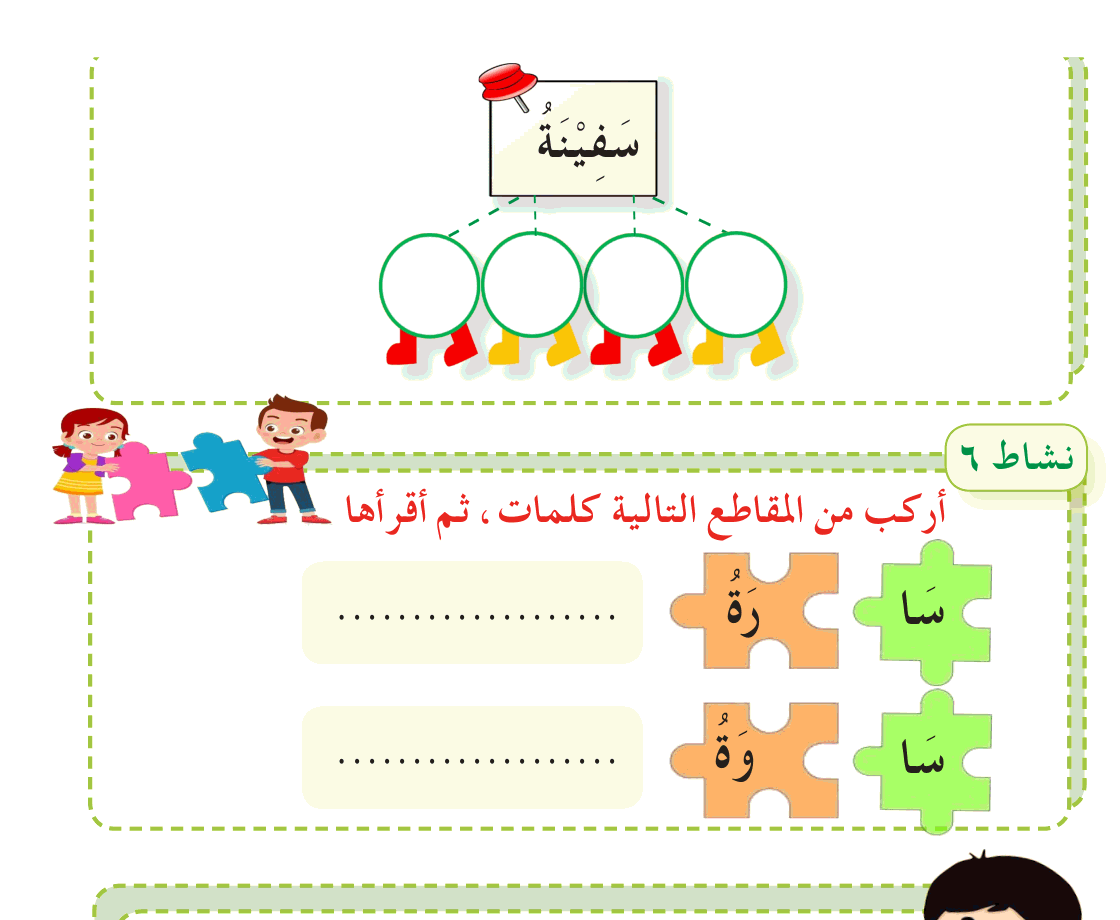 سَفِيْنَةُ
نشاط ٦
أركب من المقاطع التالية كلمات ، ثم أقرأها
سَا رَةُ ...................
سَا وَةُ ...................